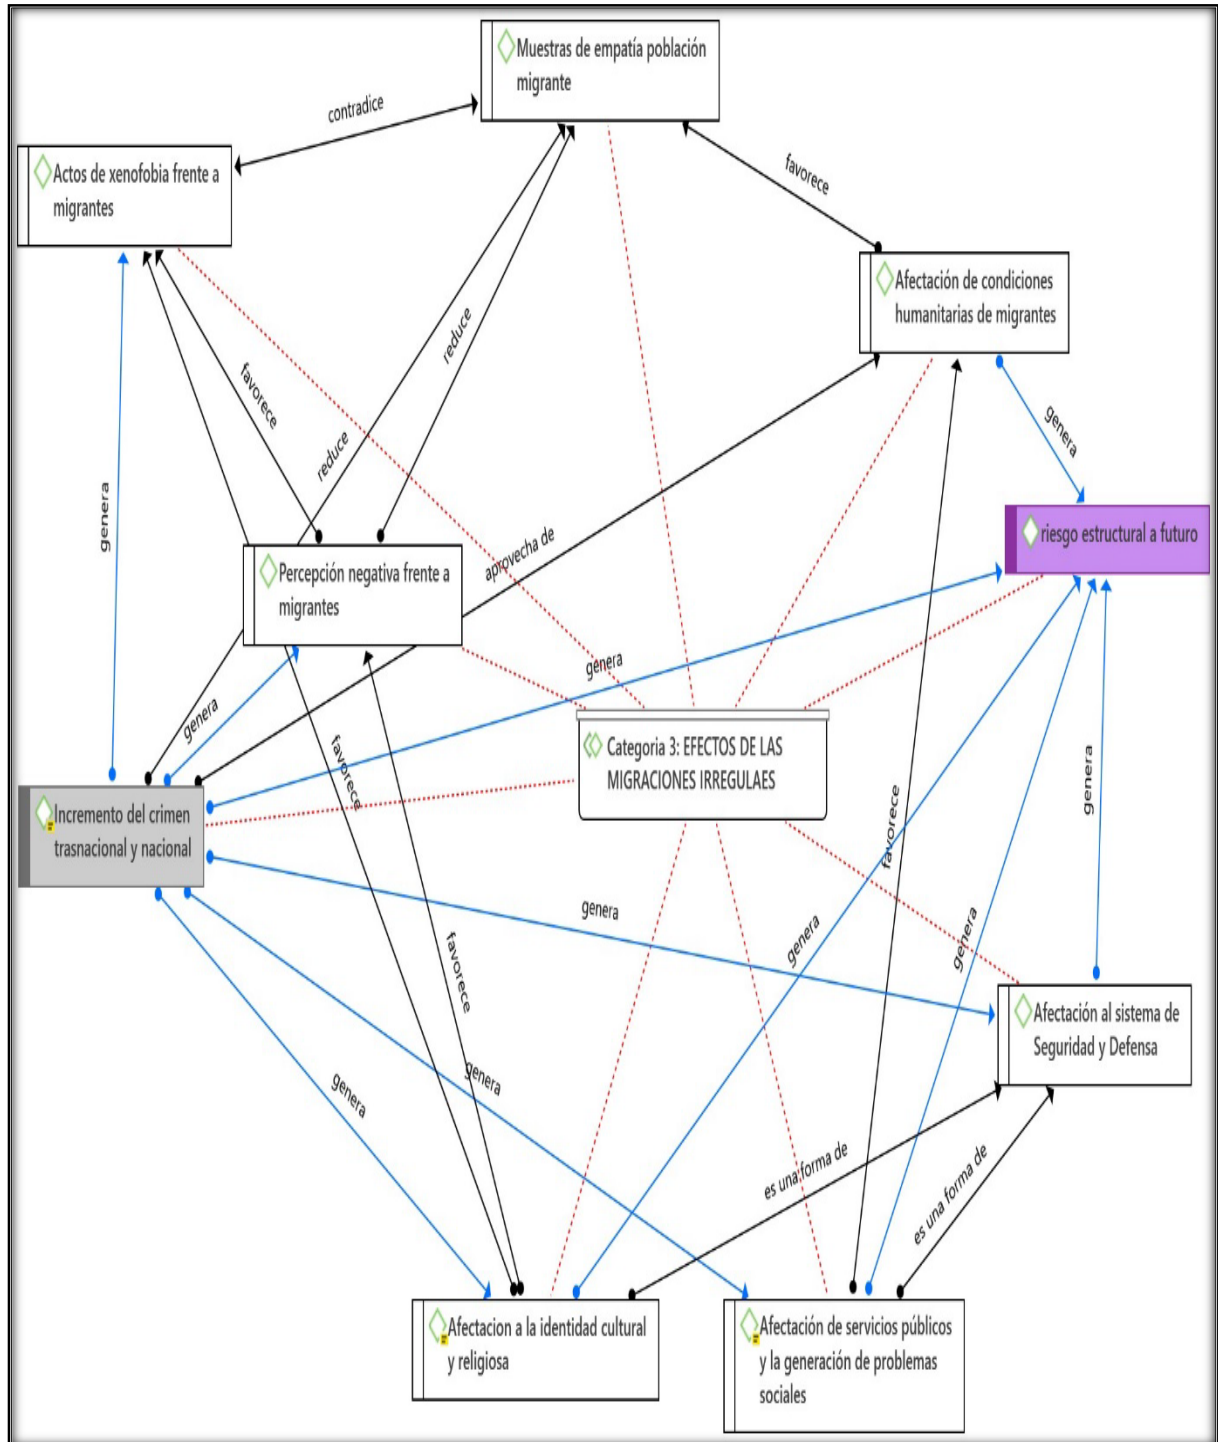 Muestras de empatía población
migrante
contradice
Actos de xenofobia frente a
migrantes
favorece
Afectación de condiciones
humanitarias de migrantes
reduce
favorece
reduce
genera
genera
riesgo estructural a futuro
aprovecha de
Percepción negativa frente a
migrantes
genera
genera
favorece
Categoria 3: EFECTOS DE LAS
MIGRACIONES IRREGULAES
genera
favorece
Incremento del crimen
trasnacional y nacional
genera
genera
genera
favorece
Afectación al sistema de
Seguridad y Defensa
genera
genera
es una forma de
es una forma de
Afectacion a la identidad cultural
y religiosa
Afectación de servicios públicos
y la generación de problemas
sociales